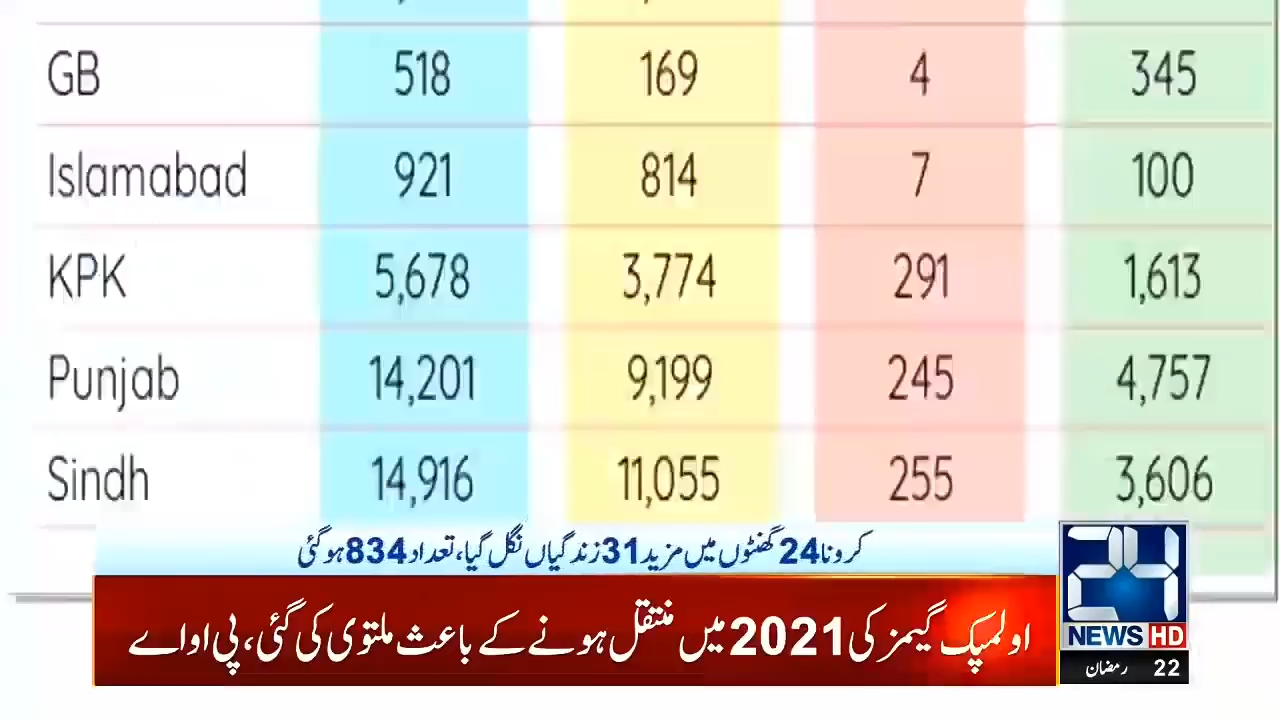 GB 518 169 4 345
Islamabad 921 814 7 100
KPK 5,678 3,774 291 1,613
Punjab 14,201 9,199 245 4,757
Sindh 14,916 11,055 255 3,606
کرونا 24 گھنٹوں میں مزید 31 زندگیاں نگل گیا، تعداد 834 ہو گئی
اولمپک گیمز کی 2021 میں منتقل ہونے کے باعث ملتوی کی گئی، پی او اے
24
NEWS HD
22 رمضان